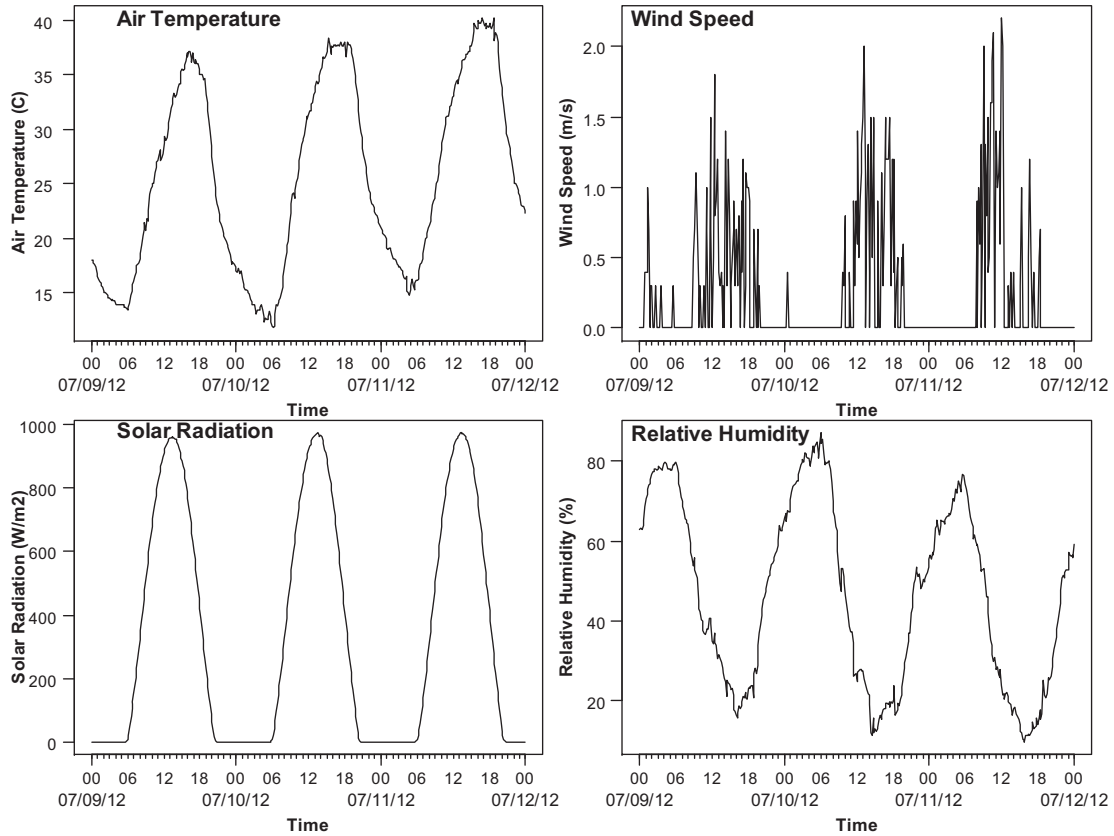 Air Temperature
Air Temperature (C)
40
35
30
25
20
15
00 06 12 18 00 06 12 18 00 06 12 18 00
07/09/12 07/10/12 07/11/12 07/12/12
Time
Wind Speed
Wind Speed (m/s)
2.0
1.5
1.0
0.5
0.0
00 06 12 18 00 06 12 18 00 06 12 18 00
07/09/12 07/10/12 07/11/12 07/12/12
Time
Solar Radiation
Solar Radiation (W/m2)
1000
800
600
400
200
0
00 06 12 18 00 06 12 18 00 06 12 18 00
07/09/12 07/10/12 07/11/12 07/12/12
Time
Relative Humidity
Relative Humidity (%)
80
60
40
20
00 06 12 18 00 06 12 18 00 06 12 18 00
07/09/12 07/10/12 07/11/12 07/12/12
Time